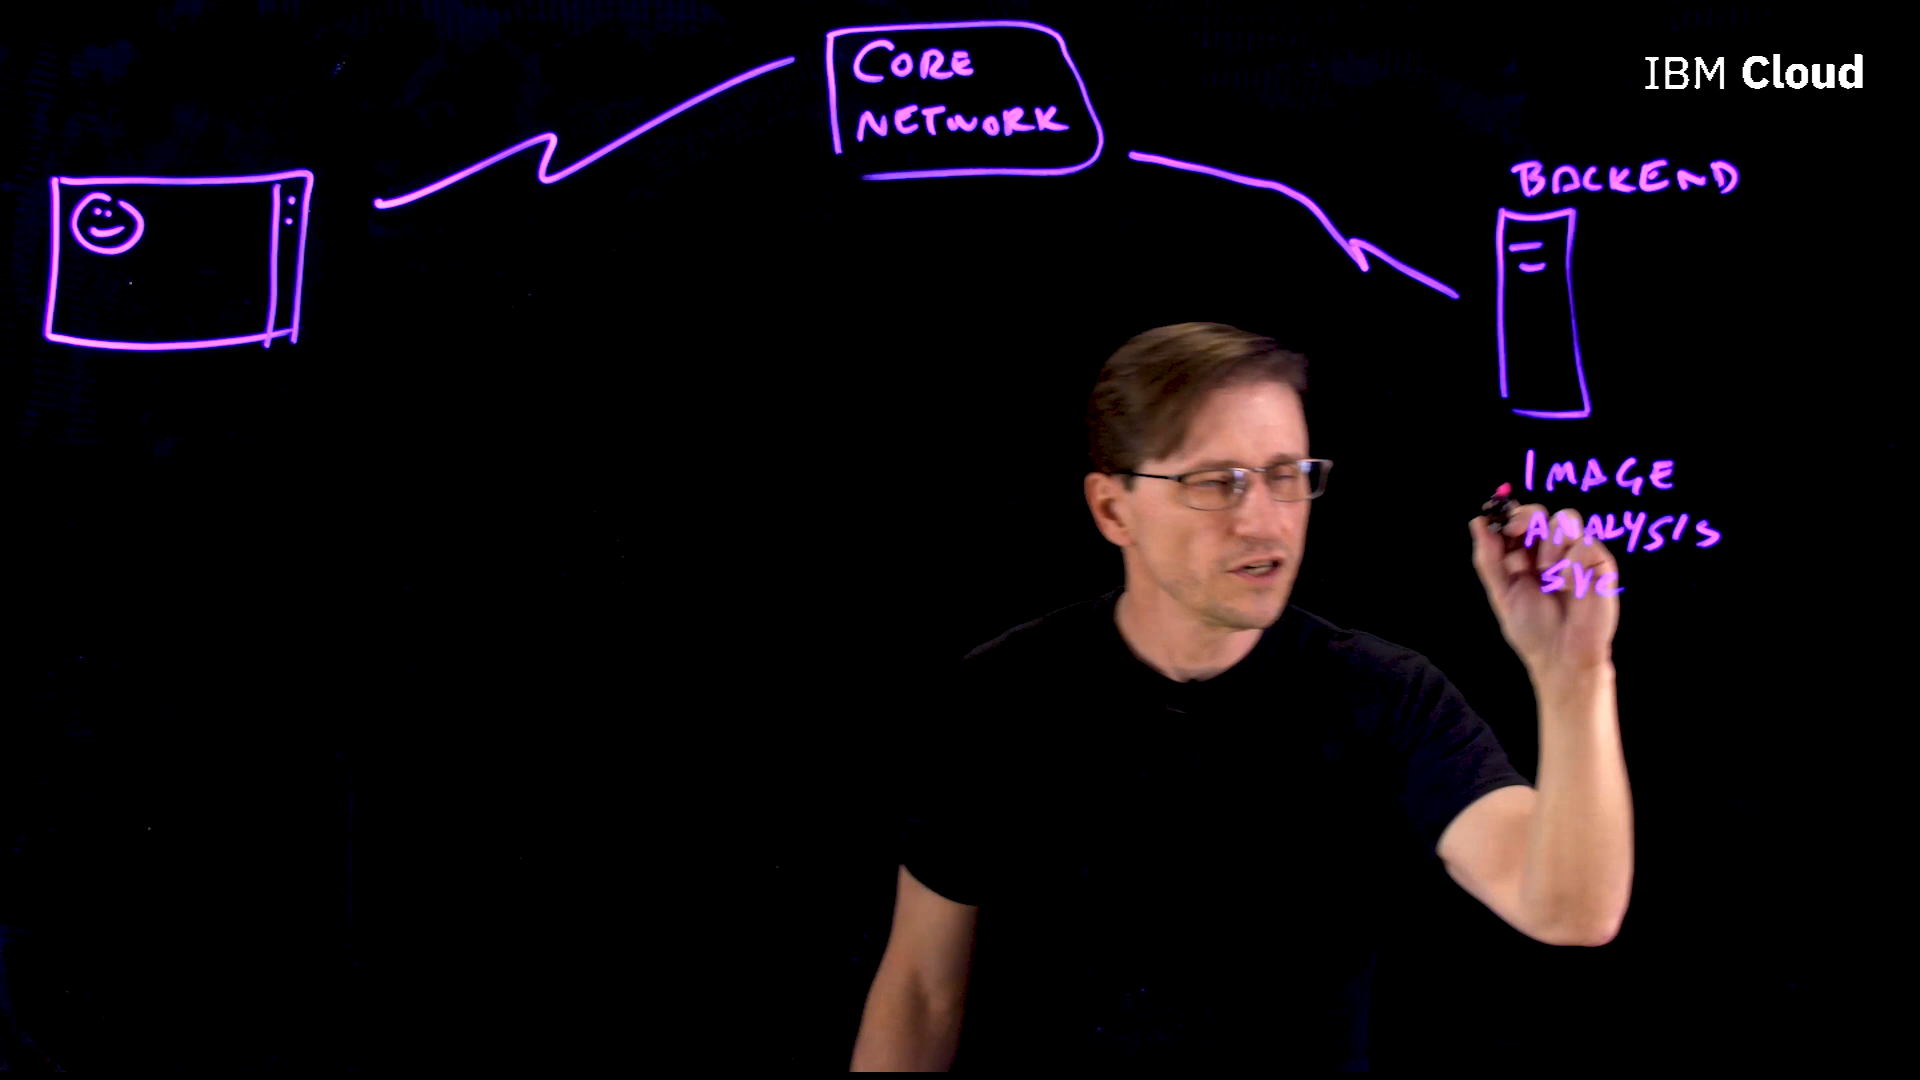 CORE
NETWORK
IBM Cloud
BACKEND
IMAGE
ANALYSIS
SVC